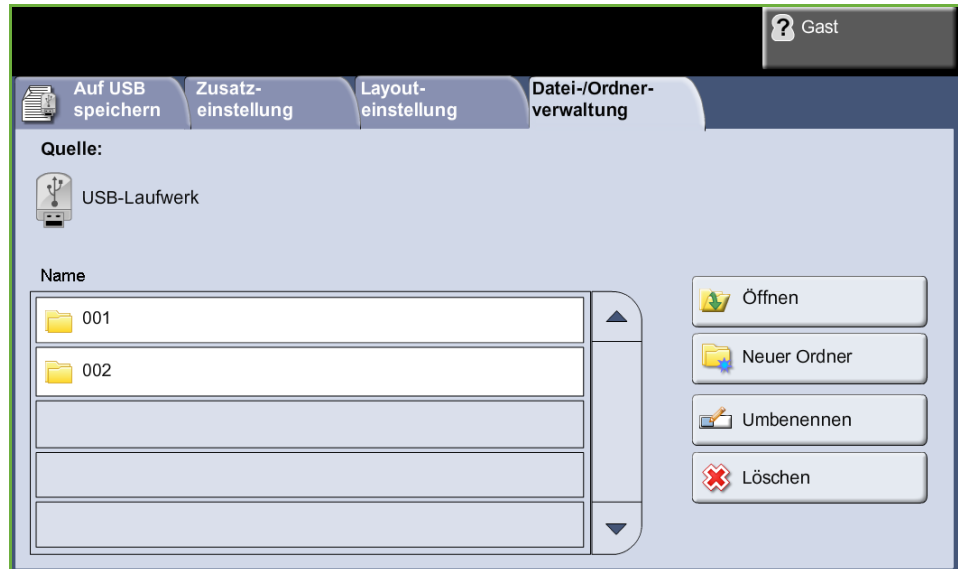 Gast
Auf USB
speichern
Zusatz-
einstellung
Layout-
einstellung
Datei-/Ordner-
verwaltung
Quelle:
USB-Laufwerk
Name
001
002
Öffnen
Neuer Ordner
Umbenennen
Löschen